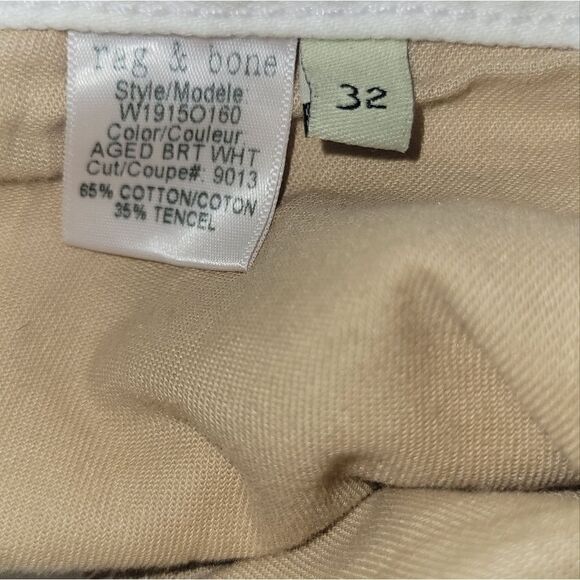 rag & bone
Style/Modele
W1915O160
Color/Couleur
AGED BRT WHT
Cut/Coupe#: 9013
65% COTTON/COTON
35% TENCEL
32